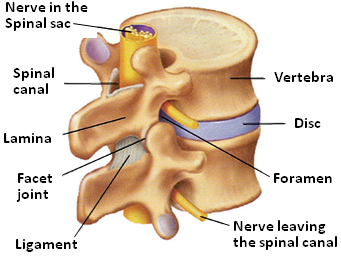 Nerve in the
Spinal sac
Spinal
canal
Vertebra
Disc
Lamina
Facet
joint
Foramen
Ligament
Nerve leaving
the spinal canal